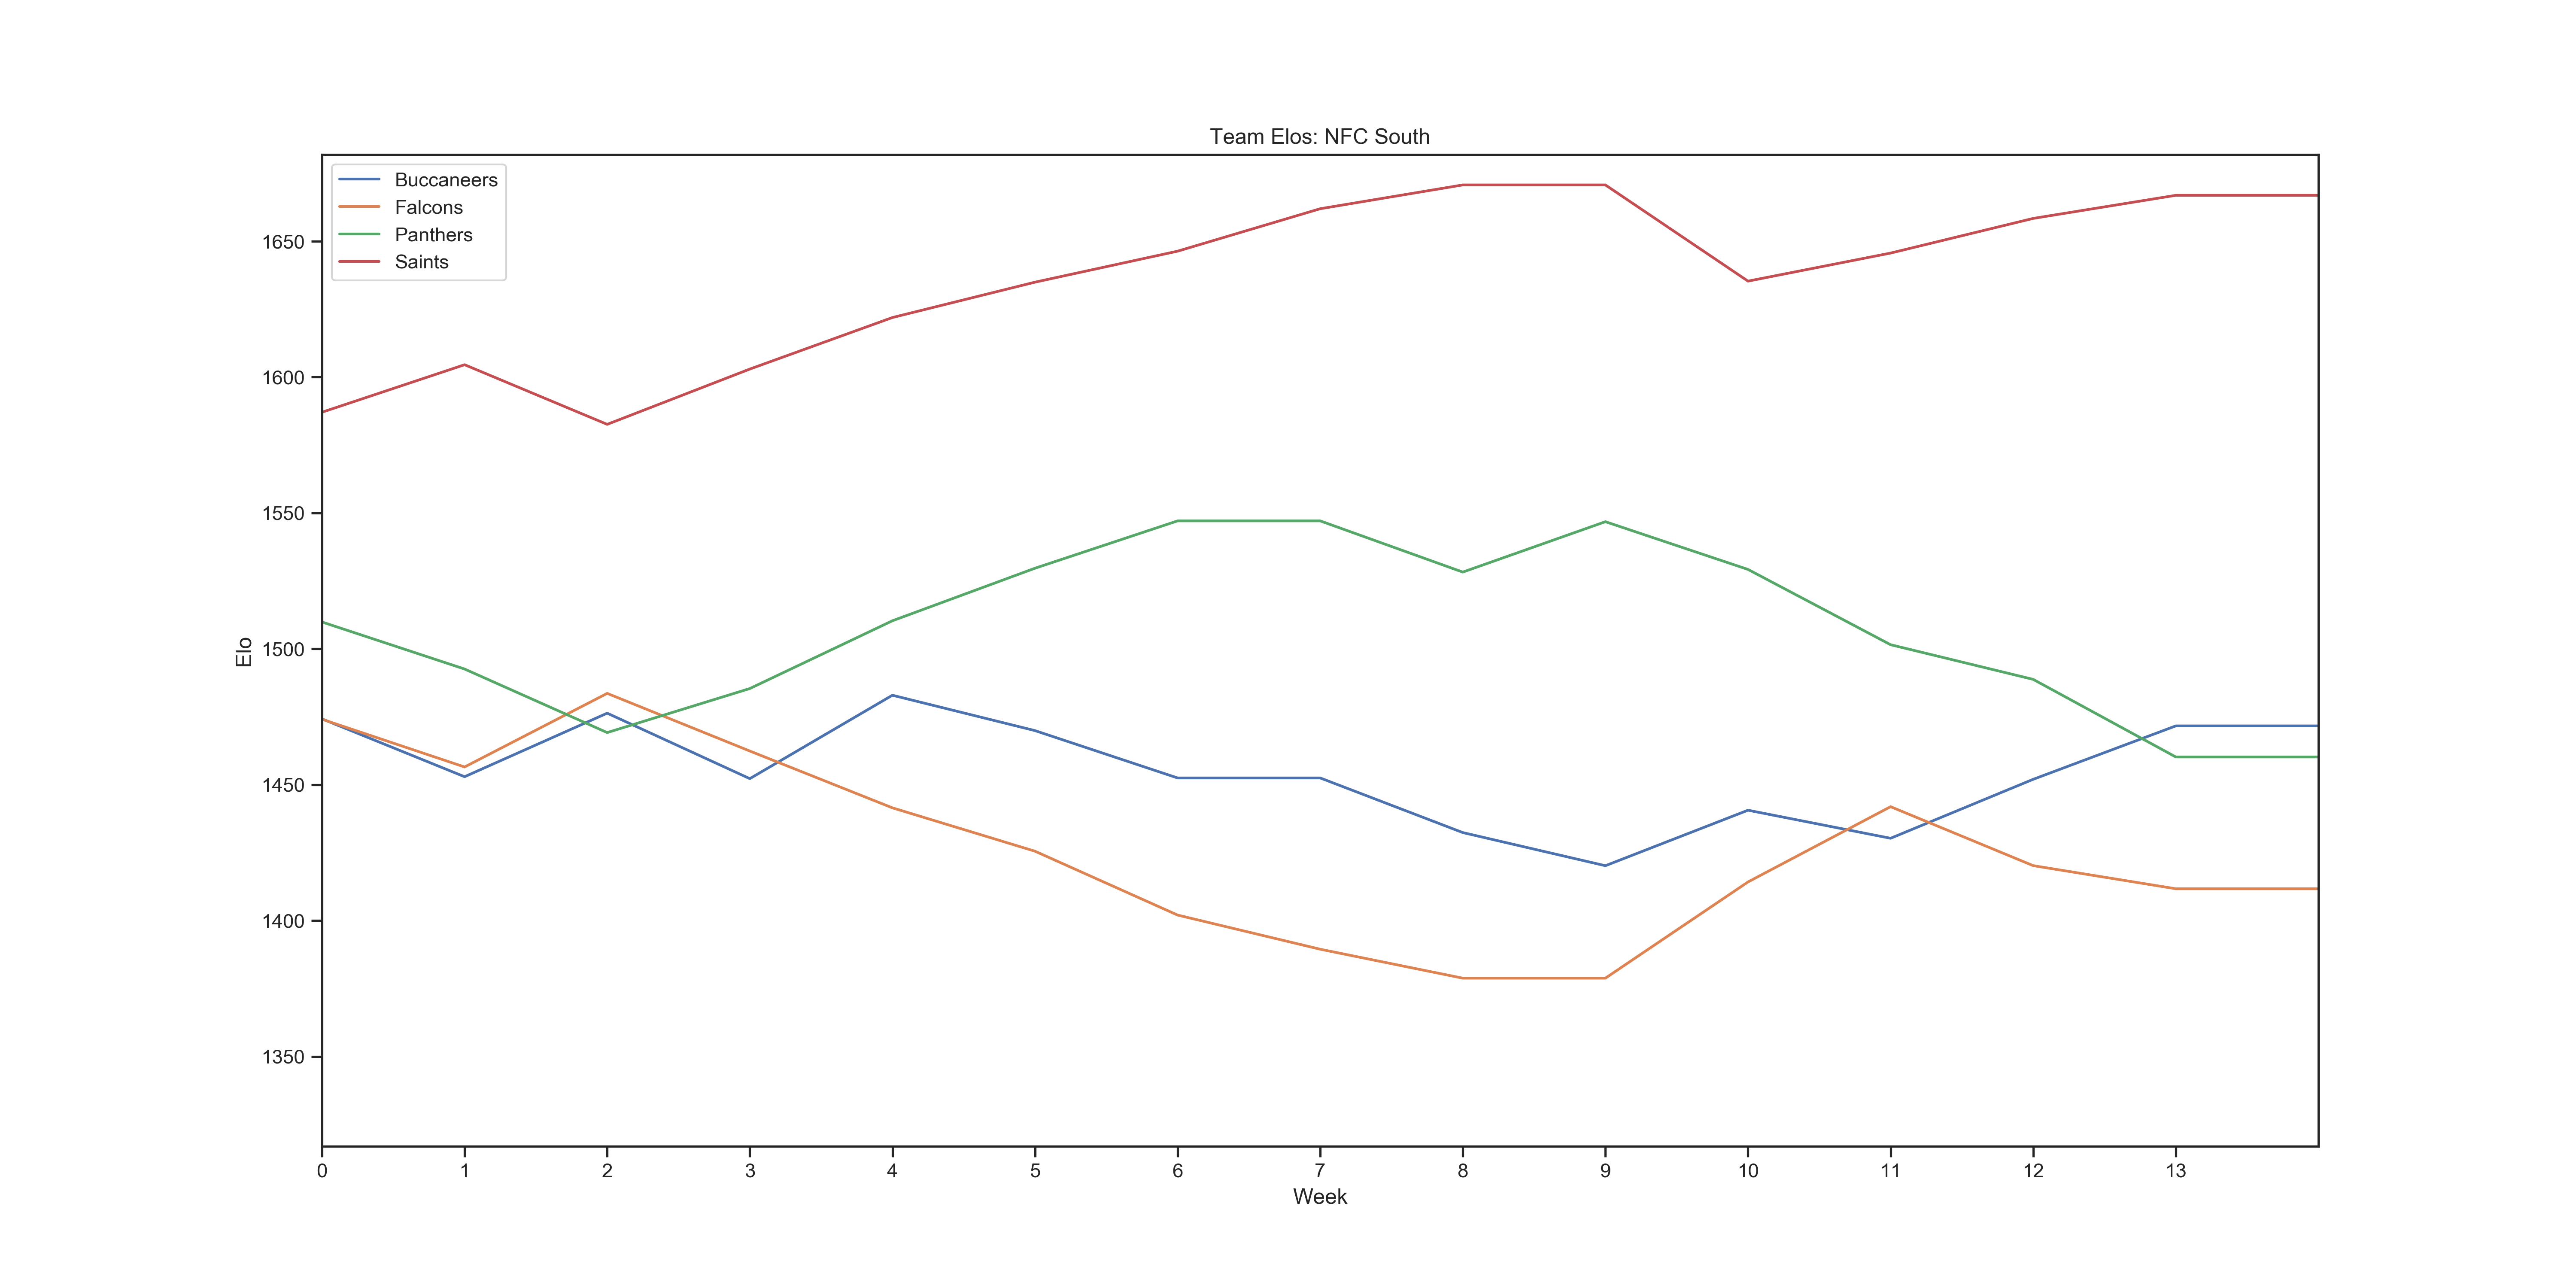 Team Elos: NFC South
Buccaneers
Falcons
Panthers
Saints
Elo
1650
1600
1550
1500
1450
1400
1350
0 1 2 3 4 5 6 7 8 9 10 11 12 13
Week